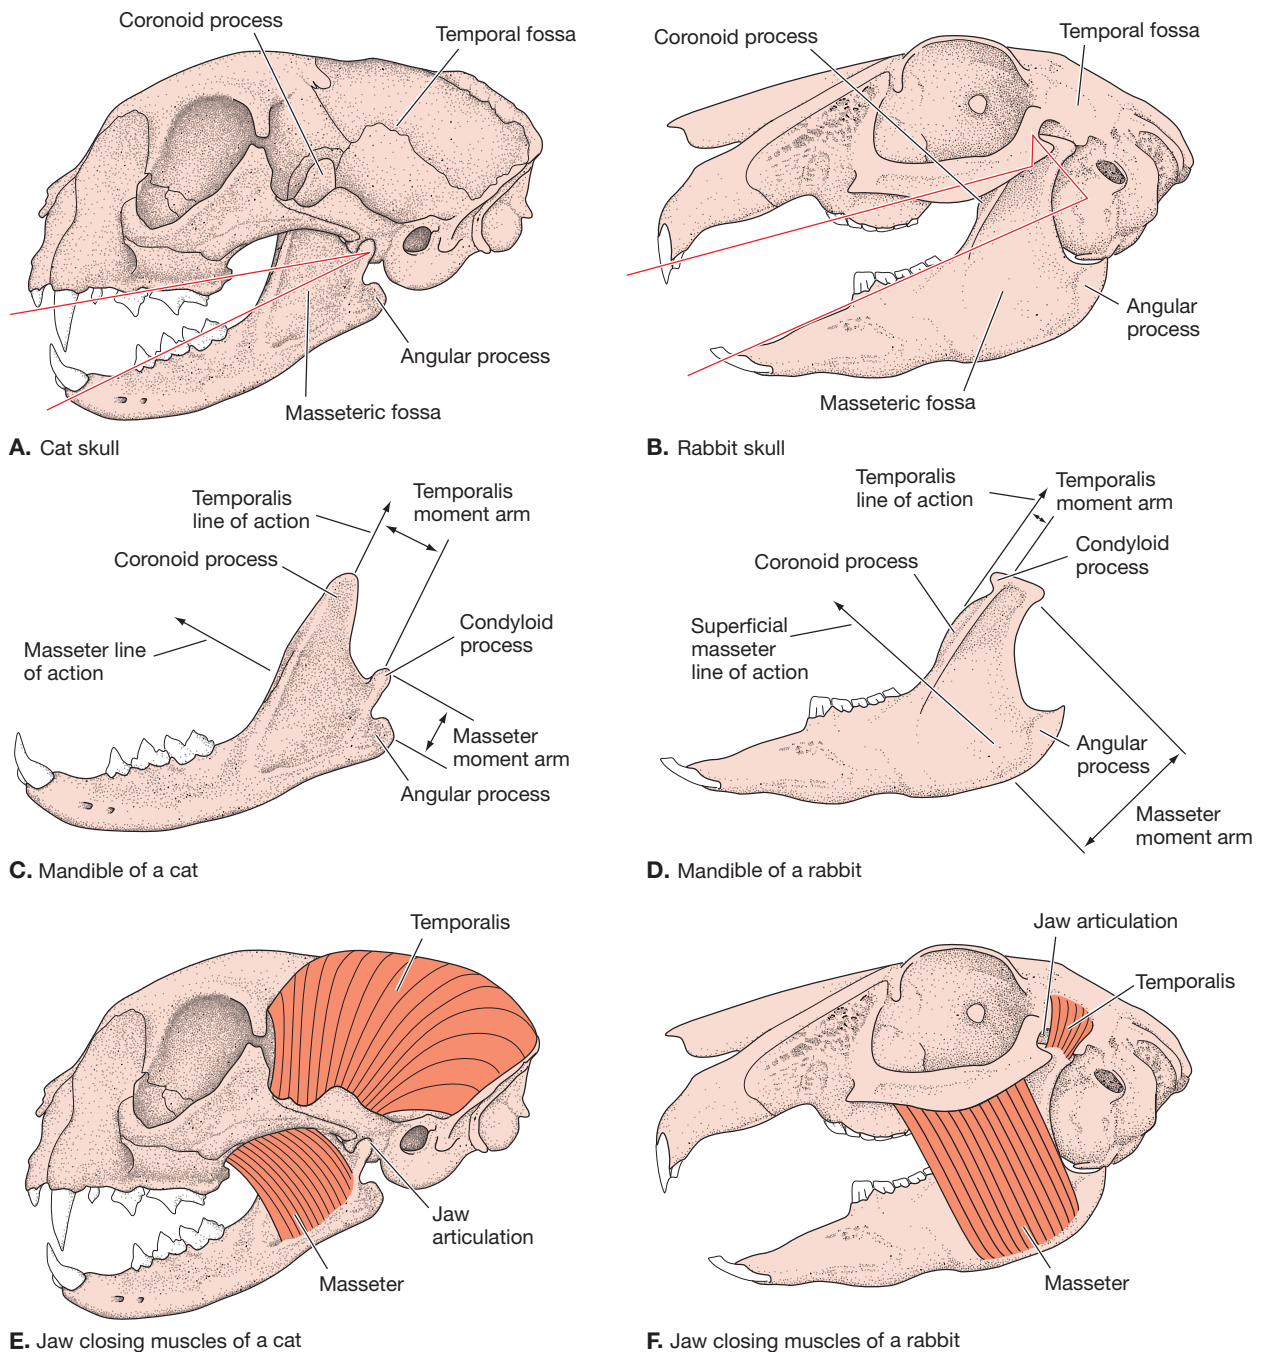 Coronoid process
Temporal fossa
Angular process
Masseteric fossa
A. Cat skull
Coronoid process
Temporal fossa
Angular
process
Masseteric fossa
B. Rabbit skull
Temporalis
line of action
Temporalis
moment arm
Coronoid process
Masseter line
of action
Condyloid
process
Masseter
moment arm
Angular process
C. Mandible of a cat
Temporalis
line of action
Temporalis
moment arm
Condyloid
process
Coronoid process
Superficial
masseter
line of action
Angular
process
Masseter
moment arm
D. Mandible of a rabbit
Temporalis
Jaw
articulation
Masseter
E. Jaw closing muscles of a cat
Jaw articulation
Temporalis
Masseter
F. Jaw closing muscles of a rabbit